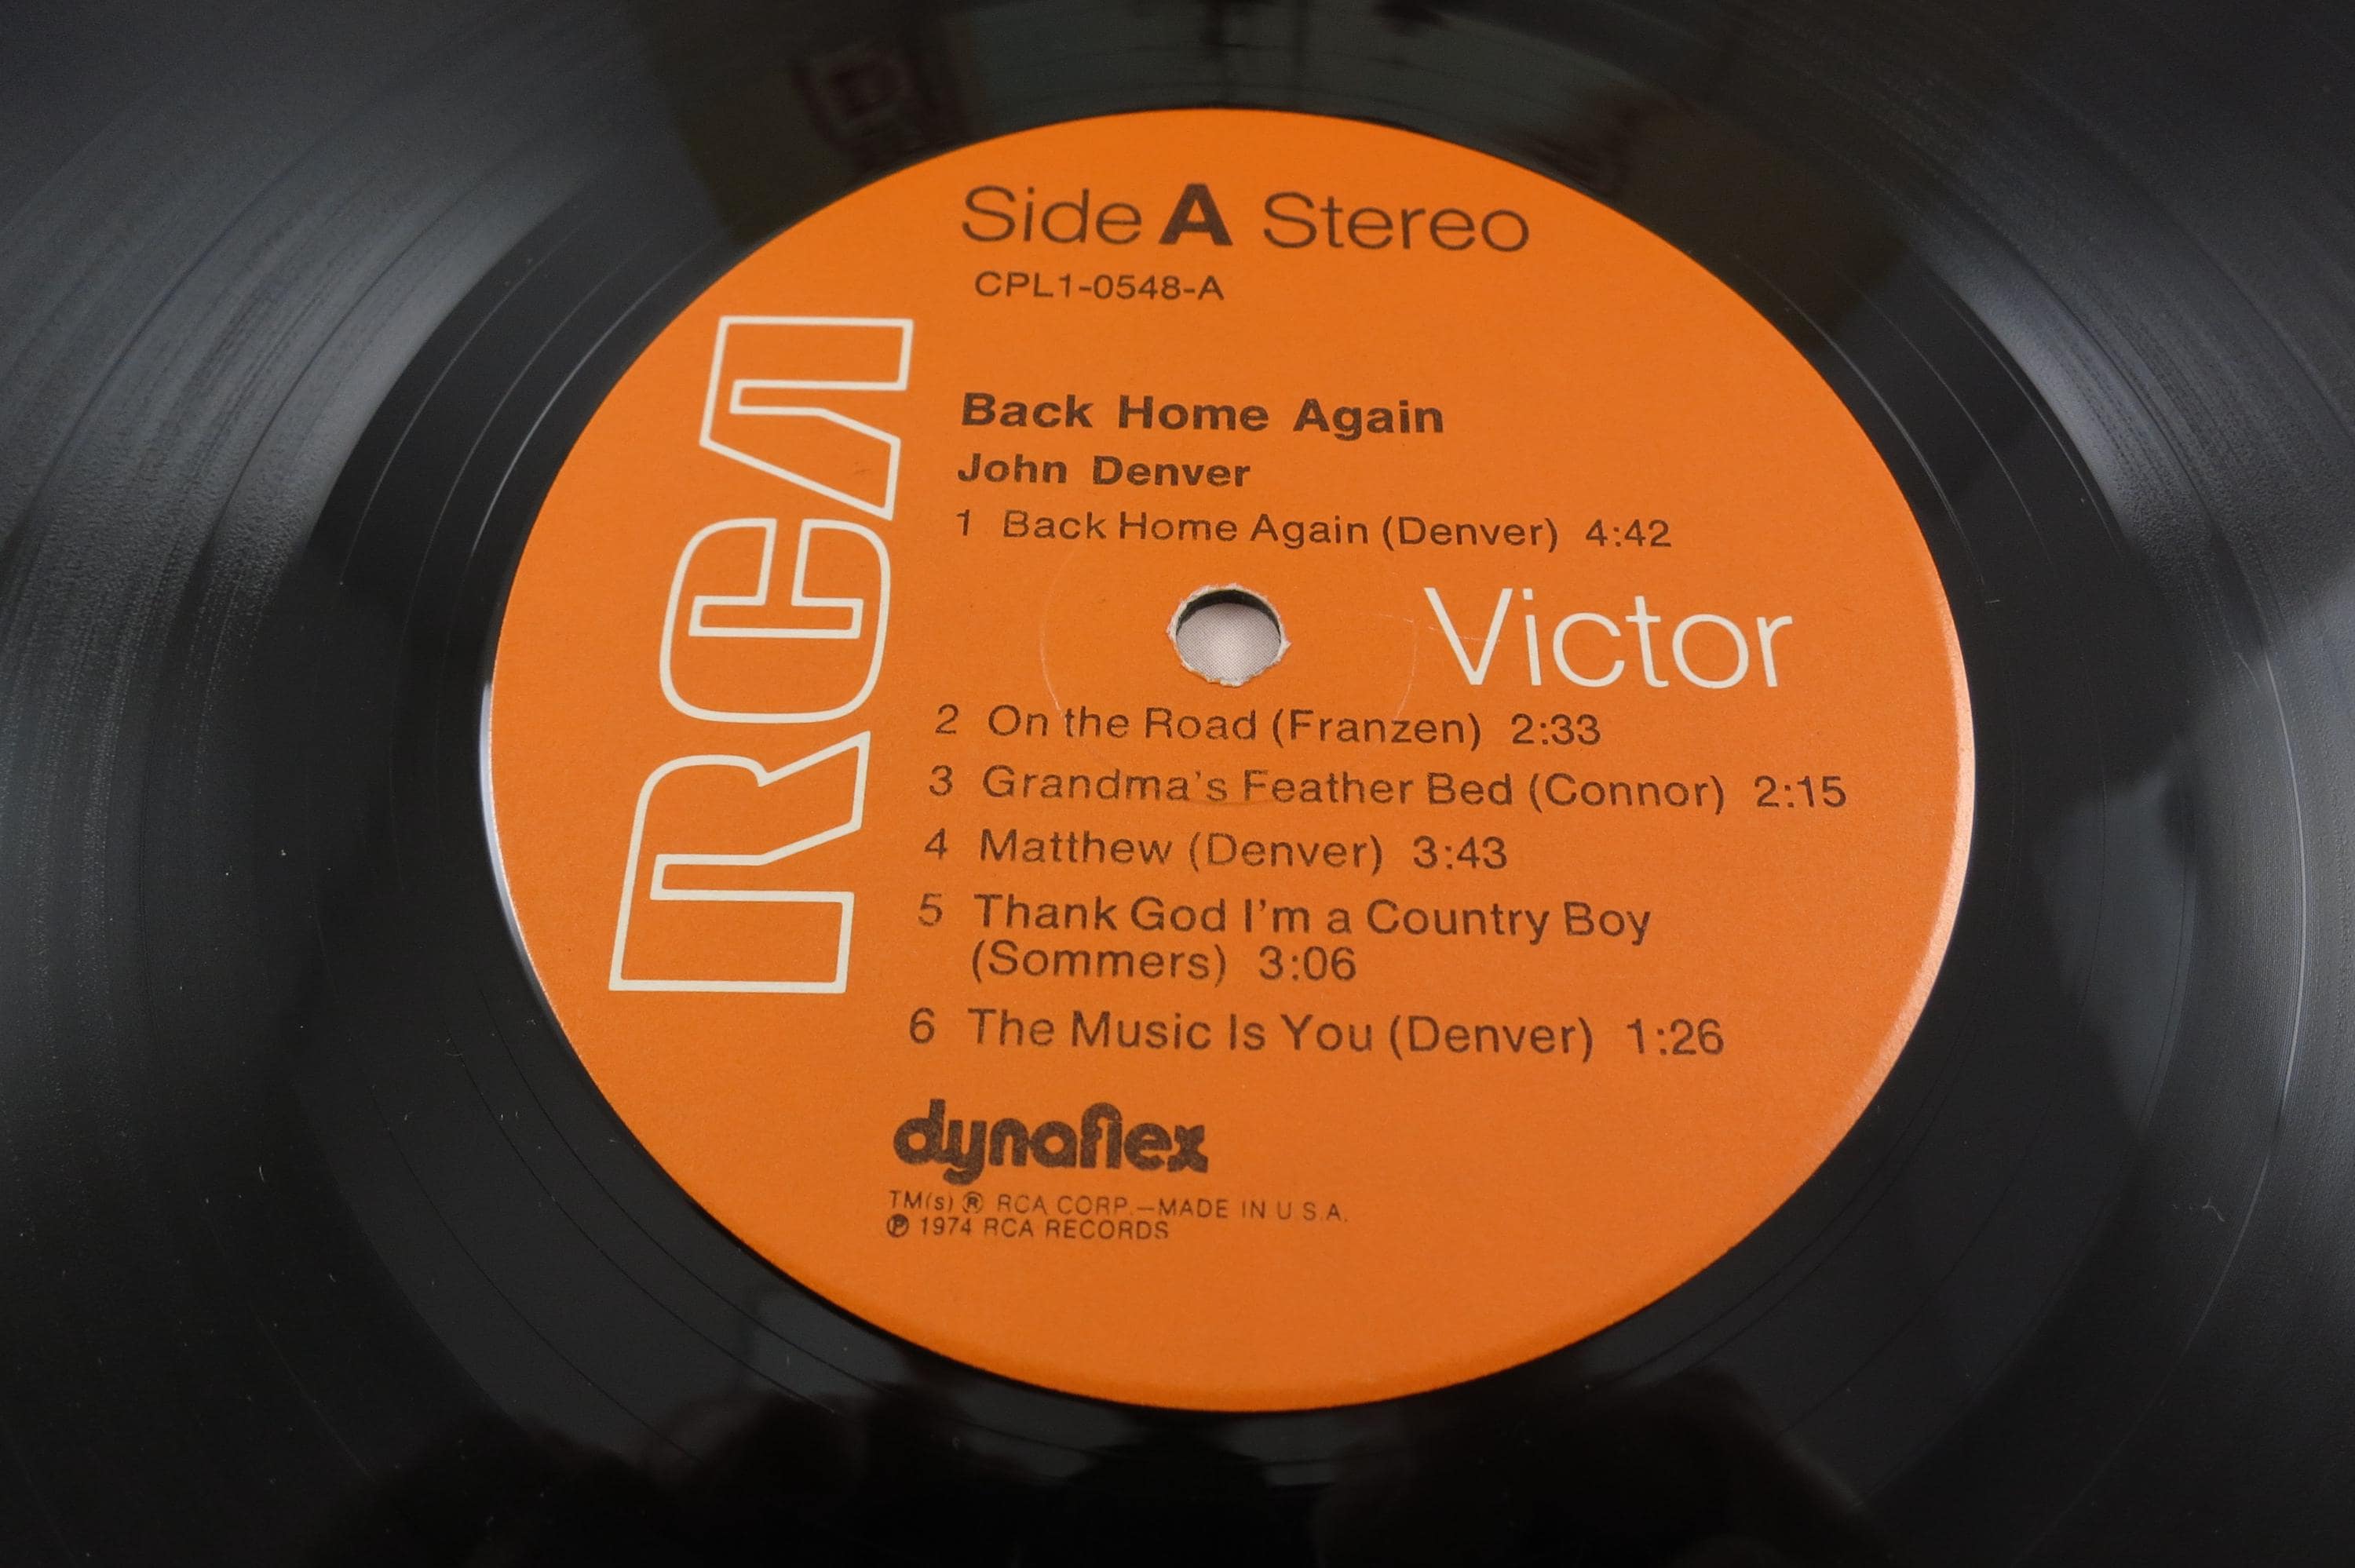 Side A Stereo
CPL1-0548-A
RCA
Back Home Again
John Denver
1 Back Home Again (Denver) 4:42
Victor
2 On the Road (Franzen) 2:33
3 Grandma's Feather Bed (Connor) 2:15
4 Matthew (Denver) 3:43
5 Thank God I'm a Country Boy
(Sommers) 3:06
6 The Music Is You (Denver) 1:26
dynaflex
TM(s) ® RCA CORP.—MADE IN U.S.A.
℗ 1974 RCA RECORDS